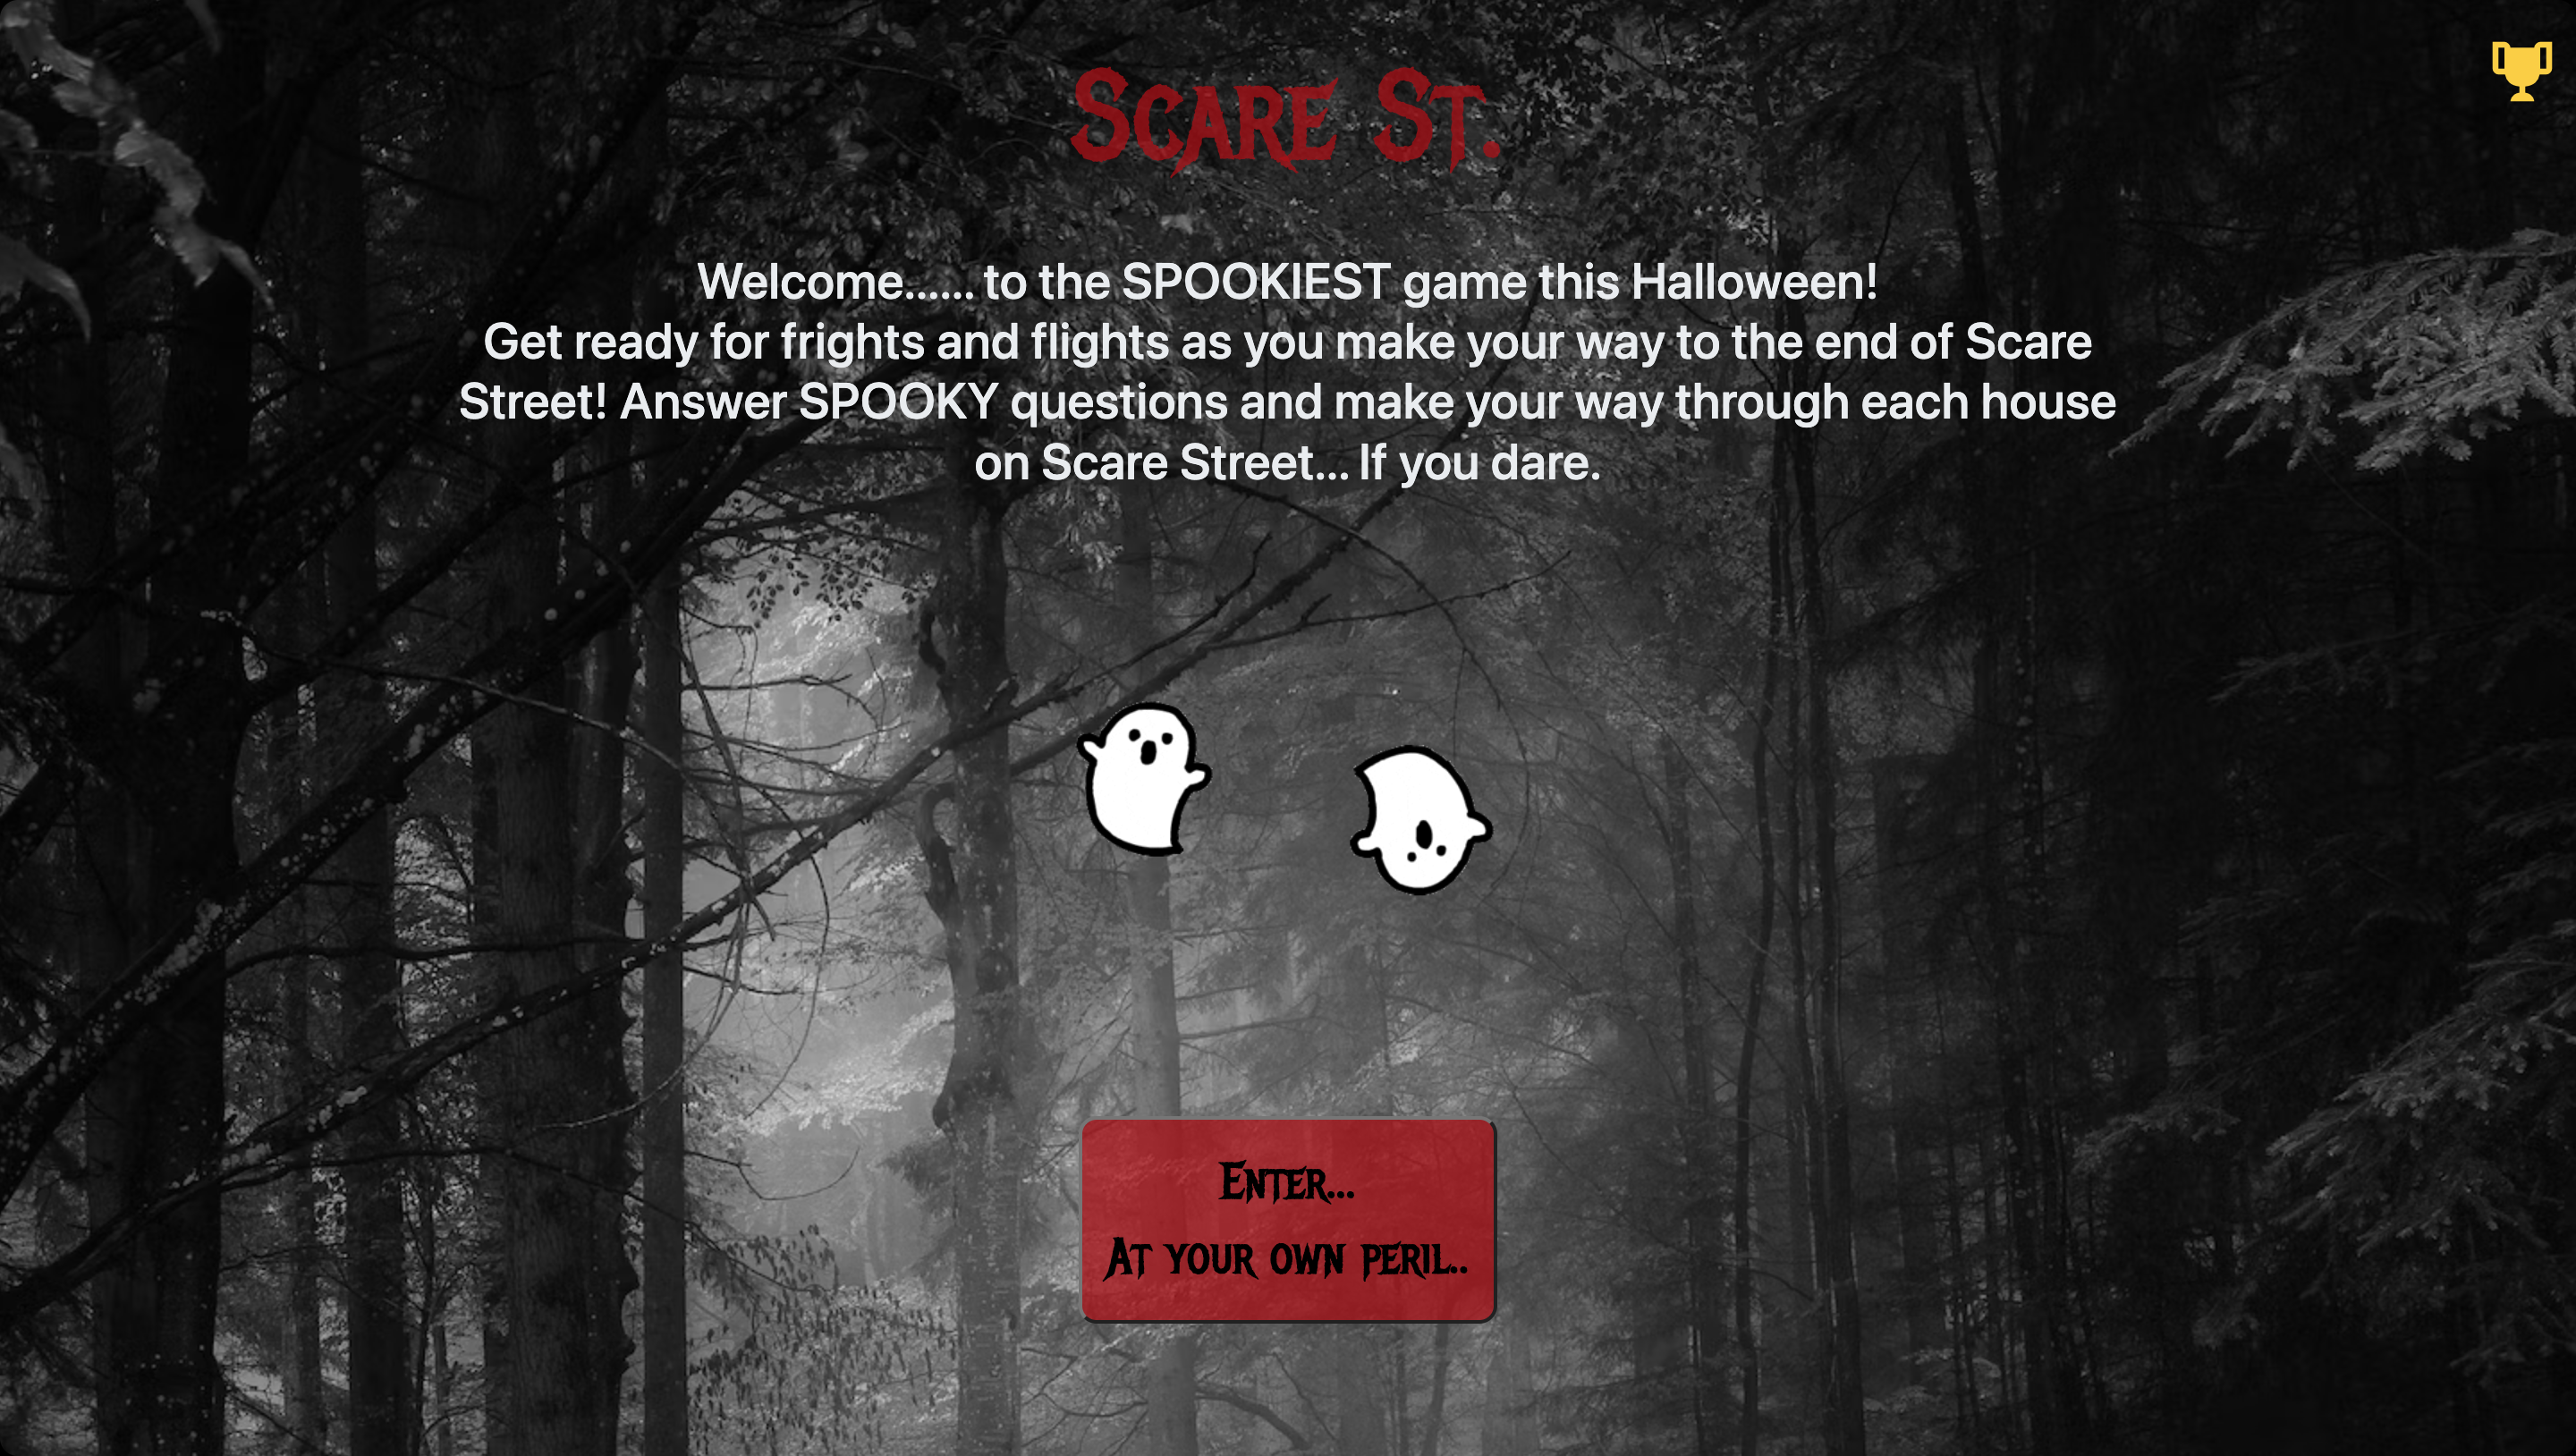 Scare St.
Welcome...... to the SPOOKIEST game this Halloween!
Get ready for frights and flights as you make your way to the end of Scare
Street! Answer SPOOKY questions and make your way through each house
on Scare Street... If you dare.
Enter...
At your own peril..